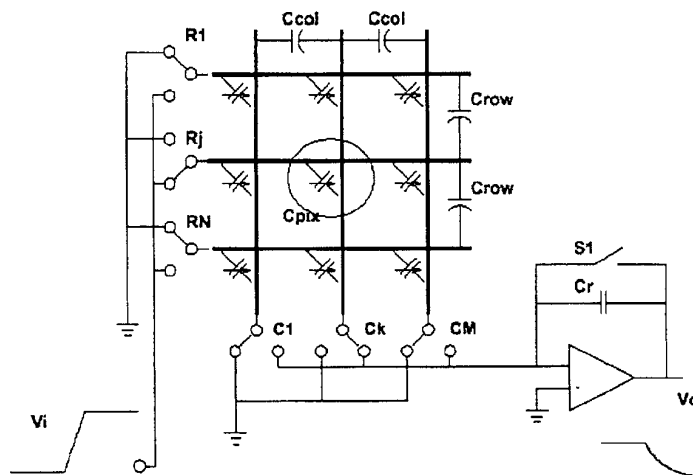 Ccol Ccol
R1
Crow
Rj
Crow
Cpix
RN
S1
Cr
C1 Ck CM
Vi
Vo